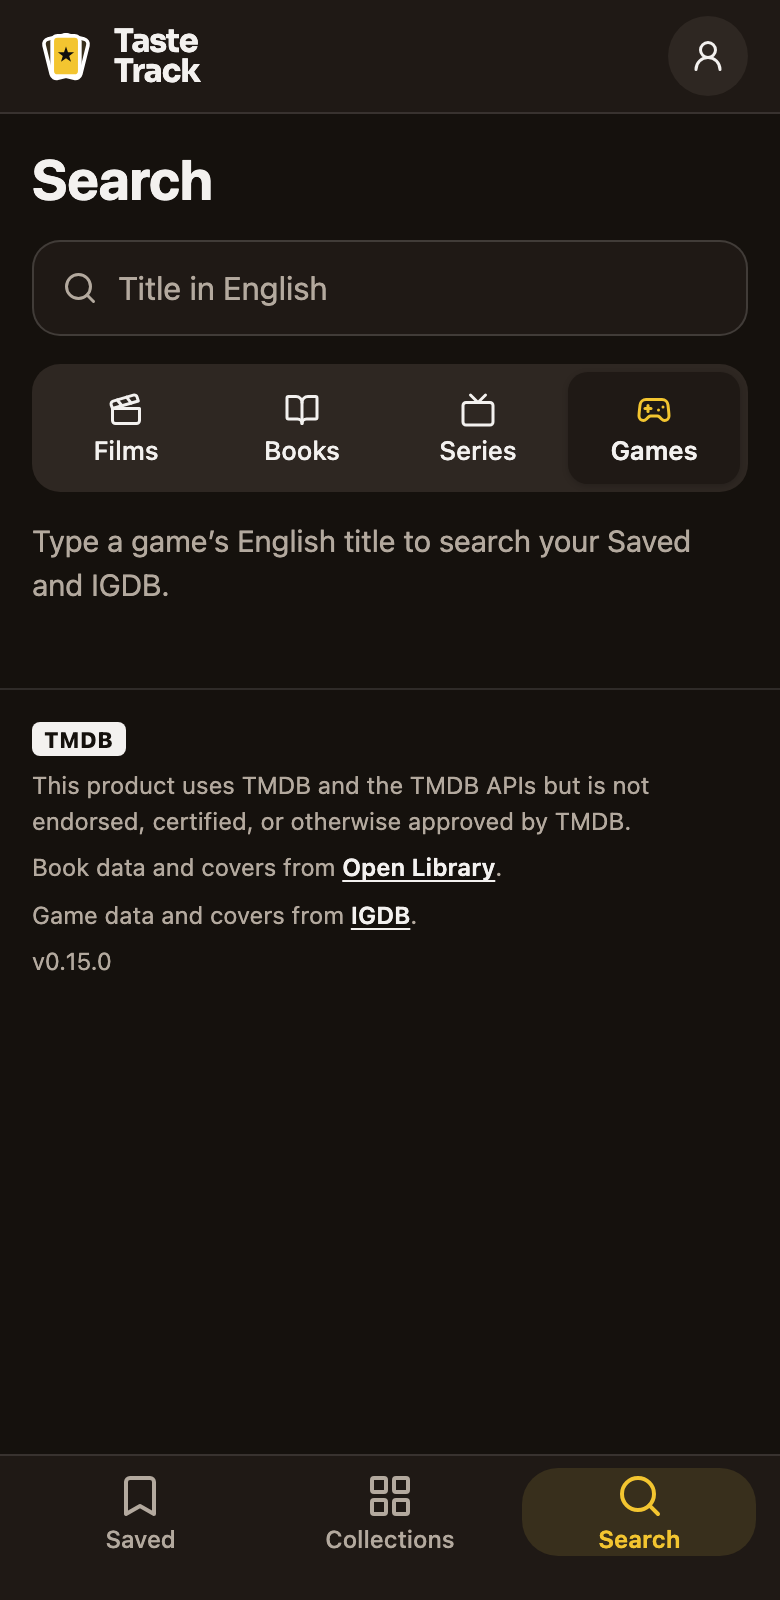 Taste
Track
Search
Title in English
Films
Books
Series
Games
Type a game’s English title to search your Saved
and IGDB.
TMDB
This product uses TMDB and the TMDB APIs but is not
endorsed, certified, or otherwise approved by TMDB.
Book data and covers from Open Library.
Game data and covers from IGDB.
v0.15.0
Saved
Collections
Search